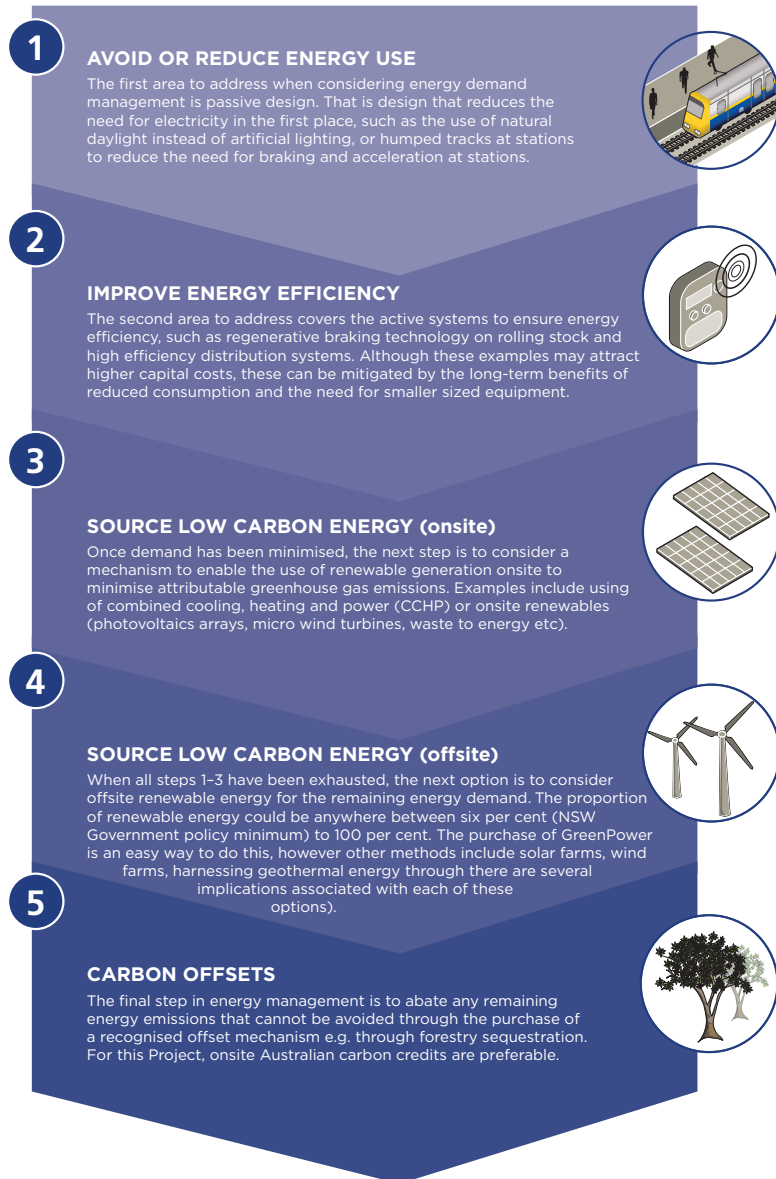 1
AVOID OR REDUCE ENERGY USE
The first area to address when considering energy demand
management is passive design. That is design that reduces the
need for electricity in the first place, such as the use of natural
daylight instead of artificial lighting, or humped tracks at stations
to reduce the need for braking and acceleration at stations.
2
IMPROVE ENERGY EFFICIENCY
The second area to address covers the active systems to ensure energy
efficiency, such as regenerative braking technology on rolling stock and
high efficiency distribution systems. Although these examples may attract
higher capital costs, these can be mitigated by the long-term benefits of
reduced consumption and the need for smaller sized equipment.
3
SOURCE LOW CARBON ENERGY (onsite)
Once demand has been minimised, the next step is to consider a
mechanism to enable the use of renewable generation onsite to
minimise attributable greenhouse gas emissions. Examples include using
of combined cooling, heating and power (CCHP) or onsite renewables
(photovoltaics arrays, micro wind turbines, waste to energy etc).
4
SOURCE LOW CARBON ENERGY (offsite)
When all steps 1–3 have been exhausted, the next option is to consider
offsite renewable energy for the remaining energy demand. The proportion
of renewable energy could be anywhere between six per cent (NSW
Government policy minimum) to 100 per cent. The purchase of GreenPower
is an easy way to do this, however other methods include solar farms, wind
farms, harnessing geothermal energy through there are several
implications associated with each of these
options).
5
CARBON OFFSETS
The final step in energy management is to abate any remaining
energy emissions that cannot be avoided through the purchase of
a recognised offset mechanism e.g. through forestry sequestration.
For this Project, onsite Australian carbon credits are preferable.